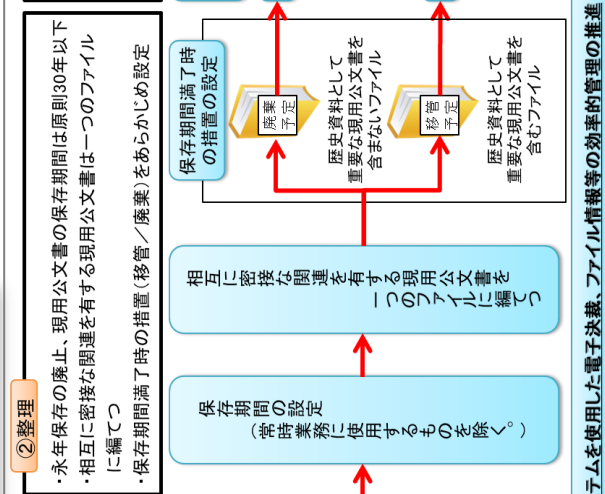 ②整理
・永年保存の廃止、現用公文書の保存期間は原則30年以下
・相互に密接な関連を有する現用公文書は一つのファイル
に編てつ
・保存期間満了時の措置(移管/廃棄)をあらかじめ設定
保存期間の設定
(常時業務に使用するものを除く。)
相互に密接な関連を有する現用公文書を
一つのファイルに編てつ
保存期間満了時
の措置の設定
廃棄
予定
歴史資料として
重要な現用公文書を
含まないファイル
移管
予定
歴史資料として
重要な現用公文書を
含むファイル
テムを使用した電子決裁、ファイル情報等の効率的管理の推進